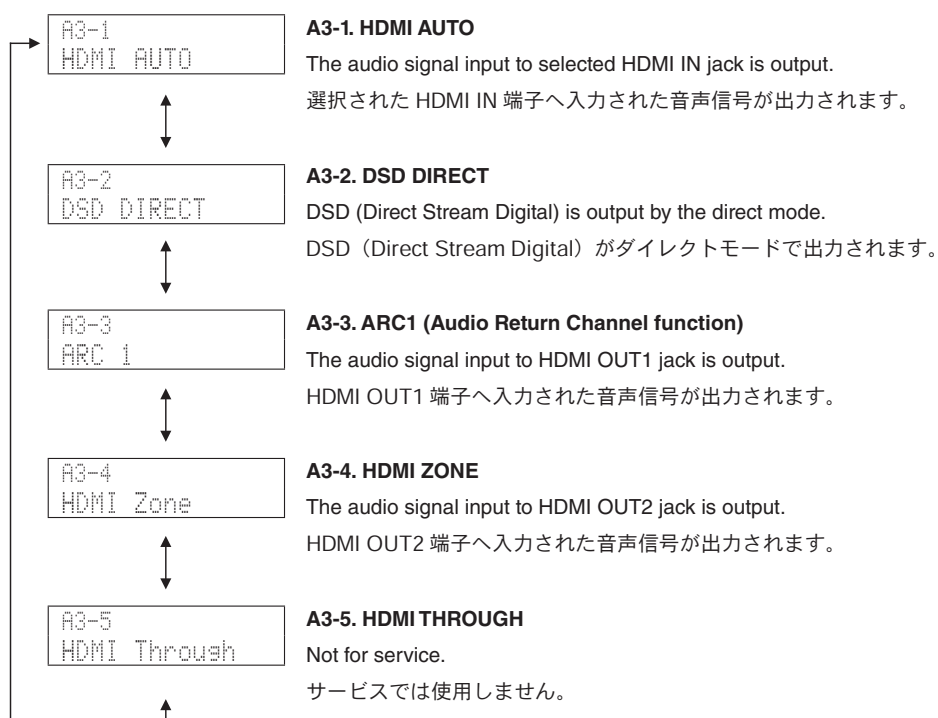 A3-1
HDMI AUTO
A3-1. HDMI AUTO
The audio signal input to selected HDMI IN jack is output.
選択された HDMI IN 端子へ入力された音声信号が出力されます。
A3-2
DSD DIRECT
A3-2. DSD DIRECT
DSD (Direct Stream Digital) is output by the direct mode.
DSD（Direct Stream Digital）がダイレクトモードで出力されます。
A3-3
ARC 1
A3-3. ARC1 (Audio Return Channel function)
The audio signal input to HDMI OUT1 jack is output.
HDMI OUT1 端子へ入力された音声信号が出力されます。
A3-4
HDMI Zone
A3-4. HDMI ZONE
The audio signal input to HDMI OUT2 jack is output.
HDMI OUT2 端子へ入力された音声信号が出力されます。
A3-5
HDMI Through
A3-5. HDMI THROUGH
Not for service.
サービスでは使用しません。